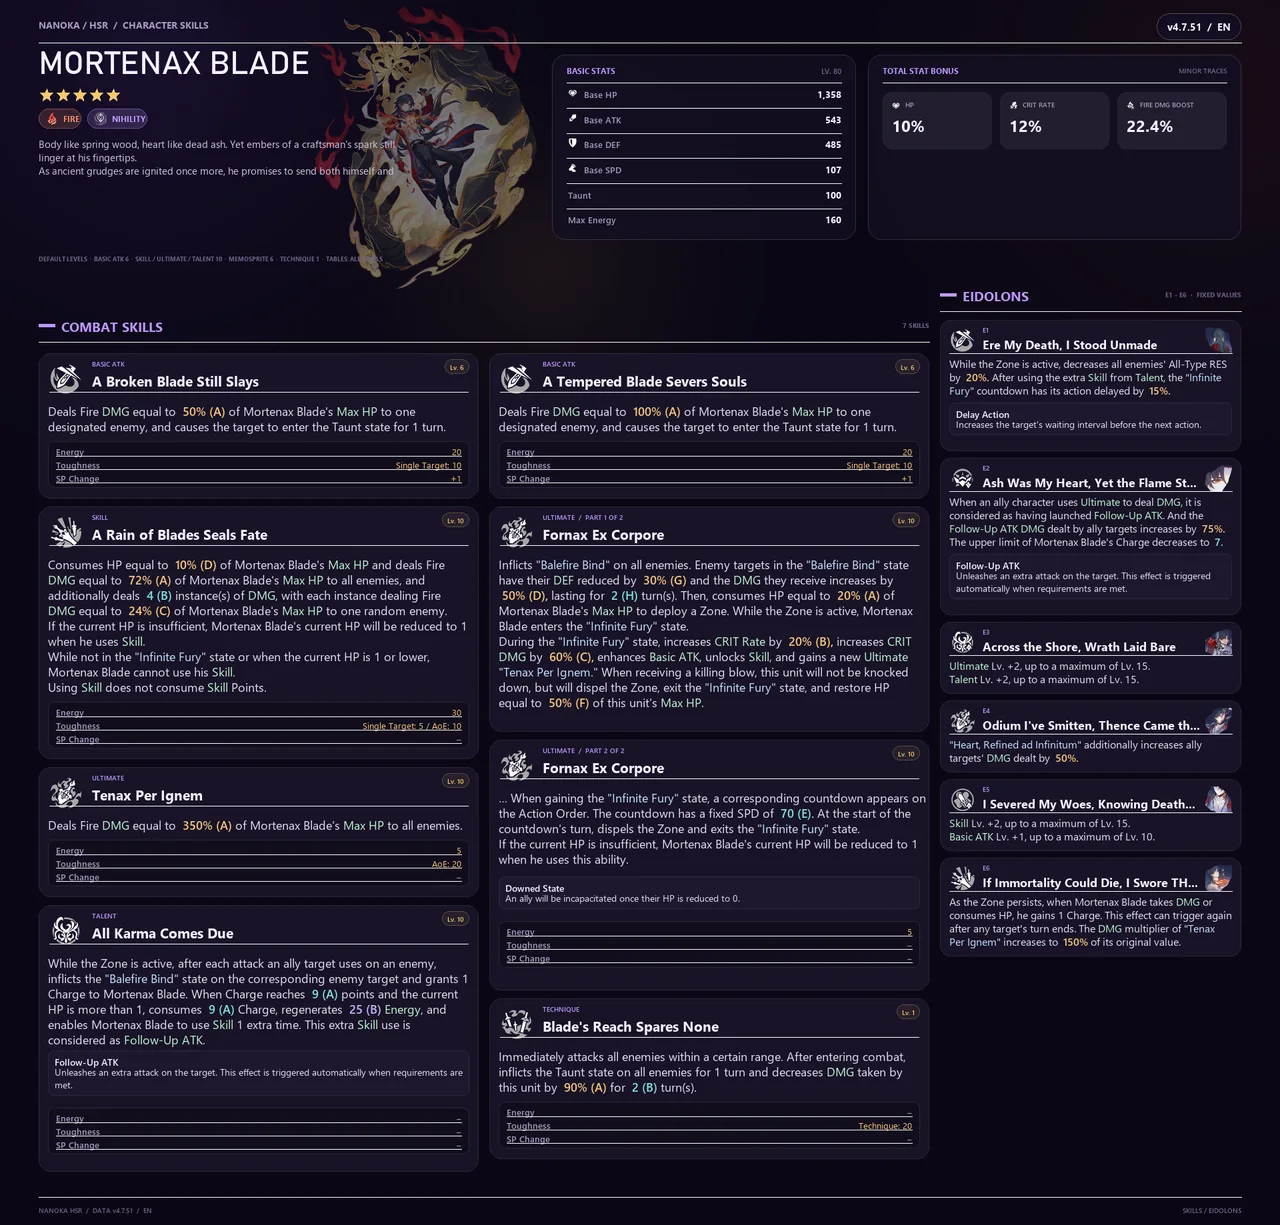 NANOKA / HSR / CHARACTER SKILLS
v4.7.51 / EN
MORTENAX BLADE
FIRE
NIHILITY
Body like spring wood, heart like dead ash. Yet embers of a craftsman's spark still
linger at his fingertips.
As ancient grudges are ignited once more, he promises to send both himself and
DEFAULT LEVELS · BASIC ATK 6 · SKILL / ULTIMATE / TALENT 10 · MEMOSPRITE 6 · TECHNIQUE 1 · TABLES:
BASIC STATS
LV. 80
Base HP 1,358
Base ATK 543
Base DEF 485
Base SPD 107
Taunt 100
Max Energy 160
TOTAL STAT BONUS
MINOR TRACES
HP
10%
CRIT RATE
12%
FIRE DMG BOOST
22.4%
COMBAT SKILLS
7 SKILLS
BASIC ATK
Lv. 6
A Broken Blade Still Slays
Deals Fire DMG equal to 50% (A) of Mortenax Blade's Max HP to one
designated enemy, and causes the target to enter the Taunt state for 1 turn.
Energy 20
Toughness Single Target: 10
SP Change +1
BASIC ATK
Lv. 6
A Tempered Blade Severs Souls
Deals Fire DMG equal to 100% (A) of Mortenax Blade's Max HP to one
designated enemy, and causes the target to enter the Taunt state for 1 turn.
Energy 20
Toughness Single Target: 10
SP Change +1
SKILL
Lv. 10
A Rain of Blades Seals Fate
Consumes HP equal to 10% (D) of Mortenax Blade's Max HP and deals Fire
DMG equal to 72% (A) of Mortenax Blade's Max HP to all enemies, and
additionally deals 4 (B) instance(s) of DMG, with each instance dealing Fire
DMG equal to 24% (C) of Mortenax Blade's Max HP to one random enemy.
If the current HP is insufficient, Mortenax Blade's current HP will be reduced to 1
when he uses Skill.
While not in the "Infinite Fury" state or when the current HP is 1 or lower,
Mortenax Blade cannot use his Skill.
Using Skill does not consume Skill Points.
Energy 30
Toughness Single Target: 5 / AoE: 10
SP Change –
ULTIMATE / PART 1 OF 2
Lv. 10
Fornax Ex Corpore
Inflicts "Balefire Bind" on all enemies. Enemy targets in the "Balefire Bind" state
have their DEF reduced by 30% (G) and the DMG they receive increases by
50% (D), lasting for 2 (H) turn(s). Then, consumes HP equal to 20% (A) of
Mortenax Blade's Max HP to deploy a Zone. While the Zone is active, Mortenax
Blade enters the "Infinite Fury" state.
During the "Infinite Fury" state, increases CRIT Rate by 20% (B), increases CRIT
DMG by 60% (C), enhances Basic ATK, unlocks Skill, and gains a new Ultimate
"Tenax Per Ignem." When receiving a killing blow, this unit will not be knocked
down, but will dispel the Zone, exit the "Infinite Fury" state, and restore HP
equal to 50% (F) of this unit's Max HP.
ULTIMATE
Lv. 10
Tenax Per Ignem
Deals Fire DMG equal to 350% (A) of Mortenax Blade's Max HP to all enemies.
Energy 5
Toughness AoE: 20
SP Change –
ULTIMATE / PART 2 OF 2
Lv. 10
Fornax Ex Corpore
... When gaining the "Infinite Fury" state, a corresponding countdown appears on
the Action Order. The countdown has a fixed SPD of 70 (E). At the start of the
countdown's turn, dispels the Zone and exits the "Infinite Fury" state.
If the current HP is insufficient, Mortenax Blade's current HP will be reduced to 1
when he uses this ability.
Downed State
An ally will be incapacitated once their HP is reduced to 0.
Energy 5
Toughness –
SP Change –
TALENT
Lv. 10
All Karma Comes Due
While the Zone is active, after each attack an ally target uses on an enemy,
inflicts the "Balefire Bind" state on the corresponding enemy target and grants 1
Charge to Mortenax Blade. When Charge reaches 9 (A) points and the current
HP is more than 1, consumes 9 (A) Charge, regenerates 25 (B) Energy, and
enables Mortenax Blade to use Skill 1 extra time. This extra Skill use is
considered as Follow-Up ATK.
Follow-Up ATK
Unleashes an extra attack on the target. This effect is triggered automatically when requirements are
met.
Energy –
Toughness –
SP Change –
TECHNIQUE
Lv. 1
Blade's Reach Spares None
Immediately attacks all enemies within a certain range. After entering combat,
inflicts the Taunt state on all enemies for 1 turn and decreases DMG taken by
this unit by 90% (A) for 2 (B) turn(s).
Energy –
Toughness Technique: 20
SP Change –
EIDOLONS
E1 - E6 · FIXED VALUES
E1
Ere My Death, I Stood Unmade
While the Zone is active, decreases all enemies' All-Type RES
by 20%. After using the extra Skill from Talent, the "Infinite
Fury" countdown has its action delayed by 15%.
Delay Action
Increases the target's waiting interval before the next action.
E2
Ash Was My Heart, Yet the Flame St...
When an ally character uses Ultimate to deal DMG, it is
considered as having launched Follow-Up ATK. And the
Follow-Up ATK DMG dealt by ally targets increases by 75%.
The upper limit of Mortenax Blade's Charge decreases to 7.
Follow-Up ATK
Unleashes an extra attack on the target. This effect is triggered
automatically when requirements are met.
E3
Across the Shore, Wrath Laid Bare
Ultimate Lv. +2, up to a maximum of Lv. 15.
Talent Lv. +2, up to a maximum of Lv. 15.
E4
Odium I've Smitten, Thence Came th...
"Heart, Refined ad Infinitum" additionally increases ally
targets' DMG dealt by 50%.
E5
I Severed My Woes, Knowing Death...
Skill Lv. +2, up to a maximum of Lv. 15.
Basic ATK Lv. +1, up to a maximum of Lv. 10.
E6
If Immortality Could Die, I Swore TH...
As the Zone persists, when Mortenax Blade takes DMG or
consumes HP, he gains 1 Charge. This effect can trigger again
after any target's turn ends. The DMG multiplier of "Tenax
Per Ignem" increases to 150% of its original value.
NANOKA HSR / DATA v4.7.51 / EN
SKILLS / EIDOLONS